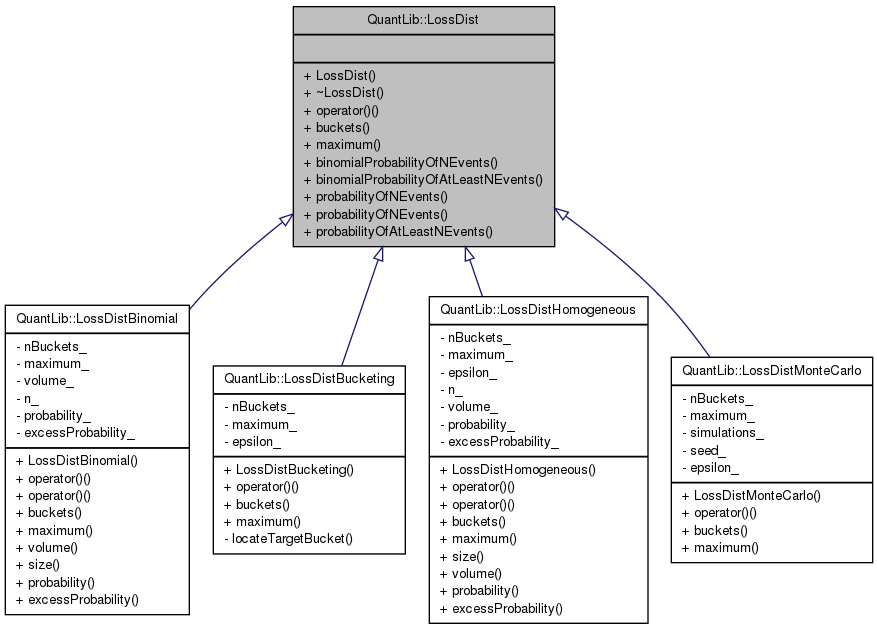 QuantLib::LossDist
+ LossDist()
+ ~LossDist()
+ operator()()
+ buckets()
+ maximum()
+ binomialProbabilityOfNEvents()
+ binomialProbabilityOfAtLeastNEvents()
+ probabilityOfNEvents()
+ probabilityOfNEvents()
+ probabilityOfAtLeastNEvents()
QuantLib::LossDistBinomial
- nBuckets_
- maximum_
- volume_
- n_
- probability_
- excessProbability_
+ LossDistBinomial()
+ operator()()
+ operator()()
+ buckets()
+ maximum()
+ volume()
+ size()
+ probability()
+ excessProbability()
QuantLib::LossDistBucketing
- nBuckets_
- maximum_
- epsilon_
+ LossDistBucketing()
+ operator()()
+ buckets()
+ maximum()
- locateTargetBucket()
QuantLib::LossDistHomogeneous
- nBuckets_
- maximum_
- epsilon_
- n_
- volume_
- probability_
- excessProbability_
+ LossDistHomogeneous()
+ operator()()
+ operator()()
+ buckets()
+ maximum()
+ size()
+ volume()
+ probability()
+ excessProbability()
QuantLib::LossDistMonteCarlo
- nBuckets_
- maximum_
- simulations_
- seed_
- epsilon_
+ LossDistMonteCarlo()
+ operator()()
+ buckets()
+ maximum()